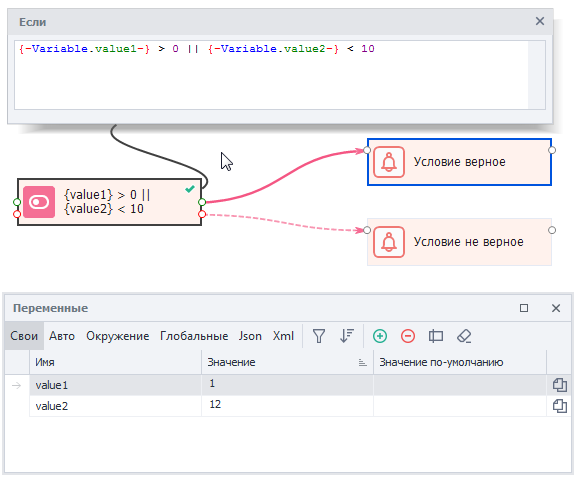 Если
{-Variable.value1-} > 0 || {-Variable.value2-} < 10
Условие верное
{value1} > 0 ||
{value2} < 10
Условие не верное
Переменные
Свои Авто Окружение Глобальные Json Xml
Имя Значение Значение по-умолчанию
value1 1
value2 12